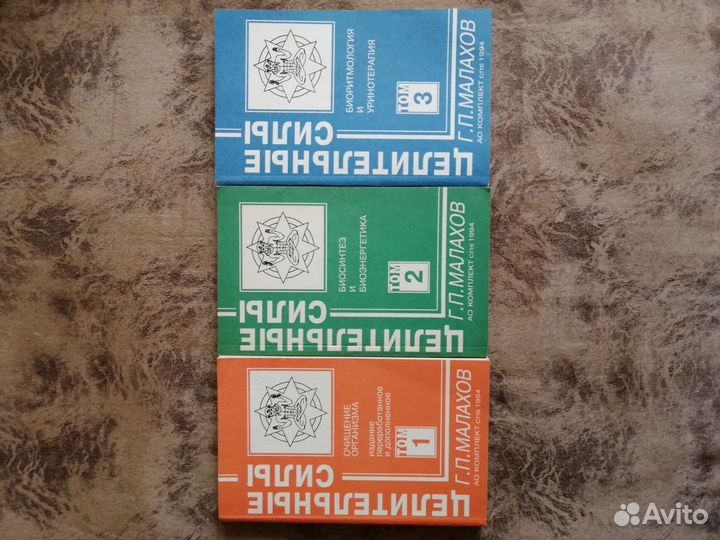 ЦЕЛИТЕЛЬНЫЕ
СИЛЫ
БИОРИТМОЛОГИЯ
И
УРИНОТЕРАПИЯ
ТОМ
3
Г.П.МАЛАХОВ
АО КОМПЛЕКТ СПб 1994
ЦЕЛИТЕЛЬНЫЕ
СИЛЫ
БИОСИНТЕЗ
И
БИОЭНЕРГЕТИКА
ТОМ
2
Г.П.МАЛАХОВ
АО КОМПЛЕКТ СПб 1994
ЦЕЛИТЕЛЬНЫЕ
СИЛЫ
ОЧИЩЕНИЕ
ОРГАНИЗМА
издание
переработанное
и дополненное
ТОМ
1
Г.П.МАЛАХОВ
АО КОМПЛЕКТ СПб 1994
Avito